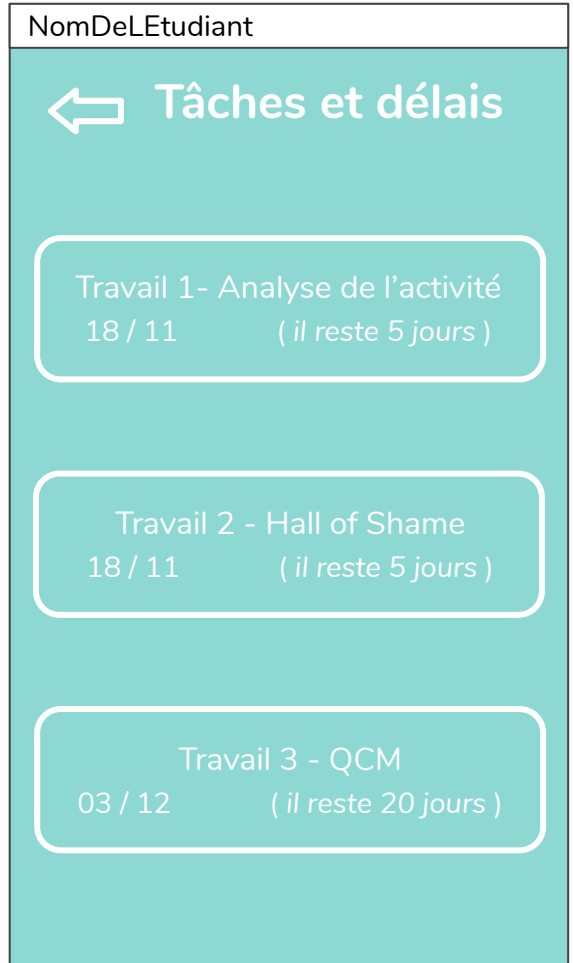 NomDeLEtudiant
Tâches et délais
Travail 1- Analyse de l’activité
18 / 11 ( il reste 5 jours )
Travail 2 - Hall of Shame
18 / 11 ( il reste 5 jours )
Travail 3 - QCM
03 / 12 ( il reste 20 jours )